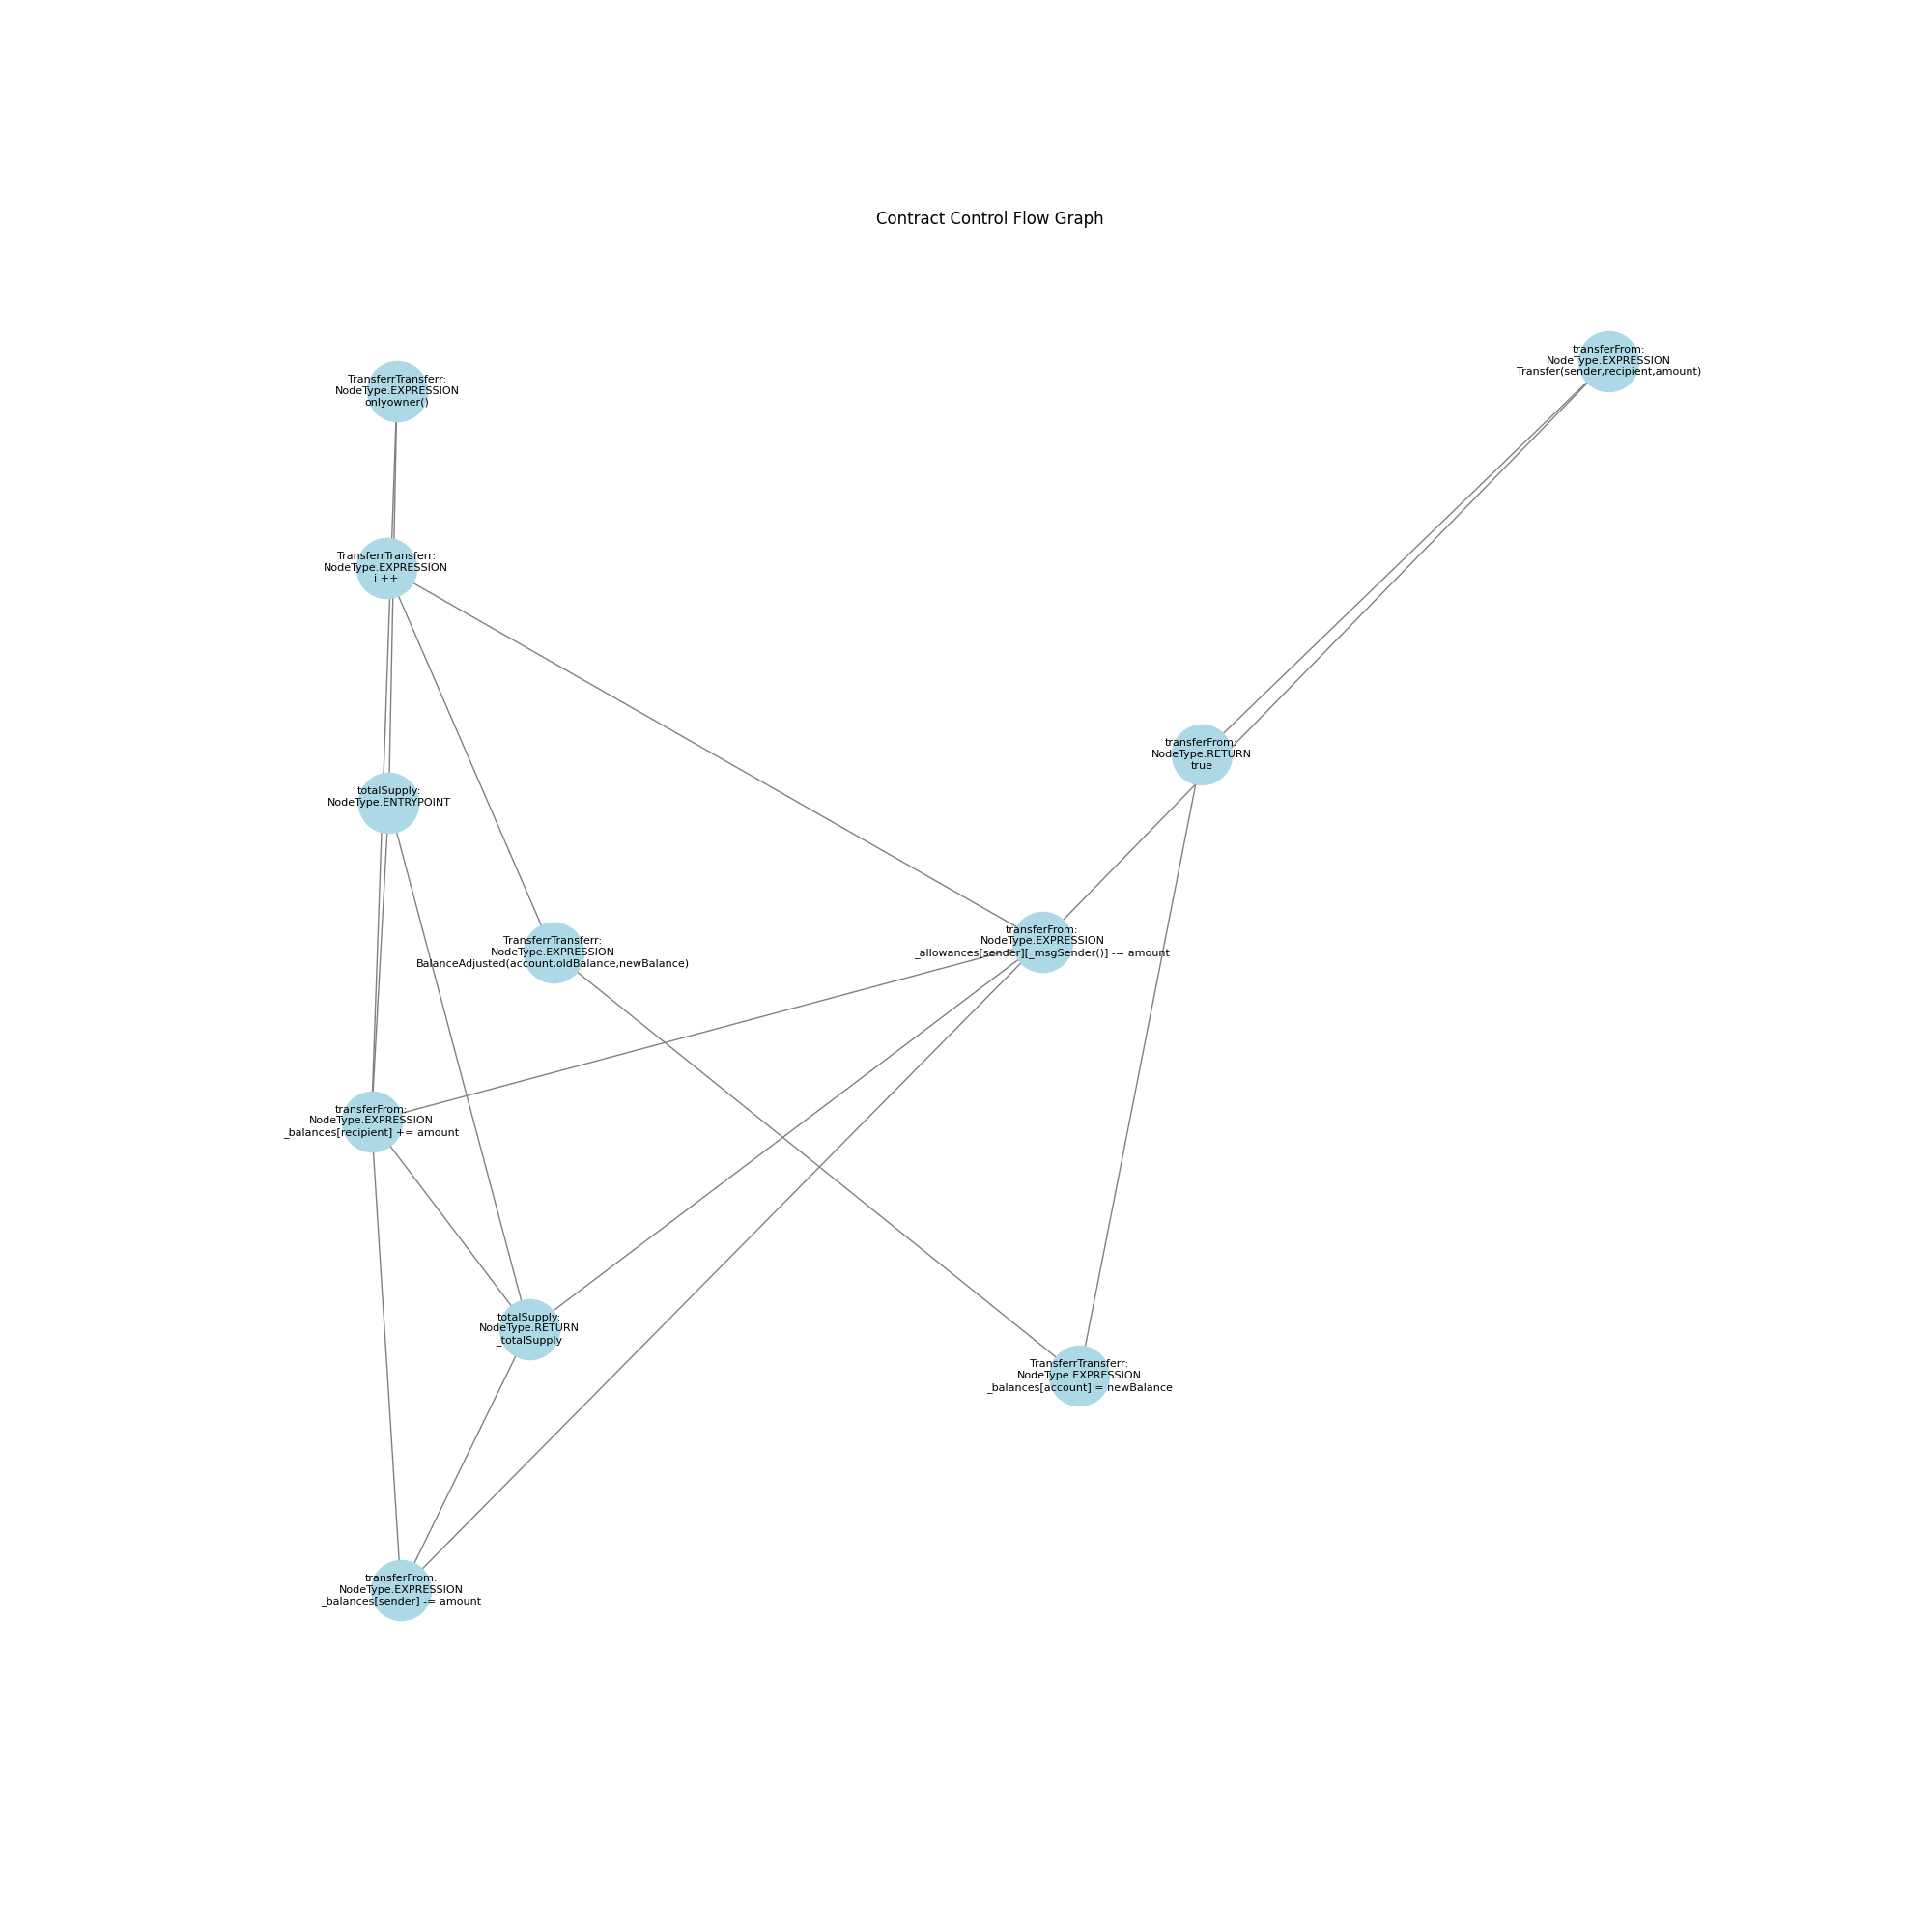 Contract Control Flow Graph
transferFrom:
NodeType.EXPRESSION
Transfer(sender,recipient,amount)
TransferrTransferr:
NodeType.EXPRESSION
onlyowner()
TransferrTransferr:
NodeType.EXPRESSION
i ++
transferFrom:
NodeType.RETURN
true
totalSupply:
NodeType.ENTRYPOINT
transferFrom:
NodeType.EXPRESSION
_allowances[sender][_msgSender()] -= amount
TransferrTransferr:
NodeType.EXPRESSION
BalanceAdjusted(account,oldBalance,newBalance)
transferFrom:
NodeType.EXPRESSION
_balances[recipient] += amount
totalSupply:
NodeType.RETURN
_totalSupply
TransferrTransferr:
NodeType.EXPRESSION
_balances[account] = newBalance
transferFrom:
NodeType.EXPRESSION
_balances[sender] -= amount